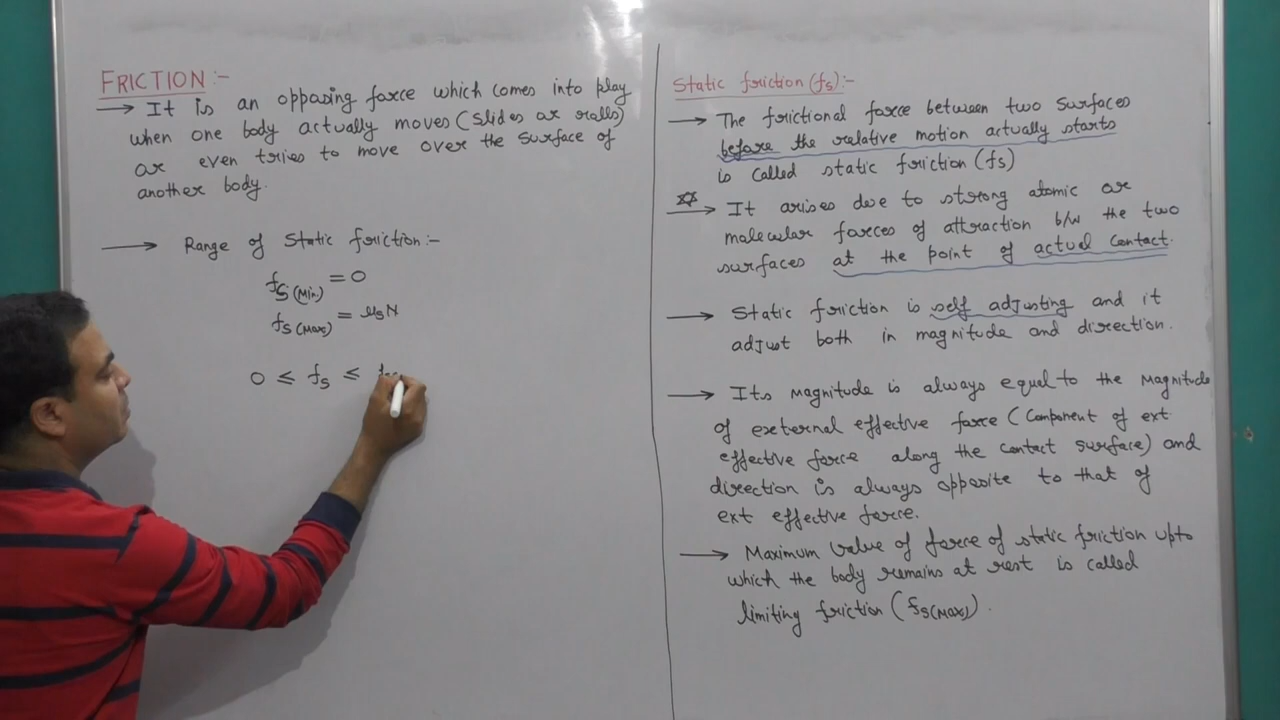 FRICTION :-
→ It is an opposing force which comes into play
when one body actually moves (slides or rolls)
or even tries to move over the surface of
another body.
→ Range of Static friction :-
fs(Min.) = 0
fs(Max) = μsN
0 ≤ fs ≤
Static friction (fs) :-
→ The frictional force between two surfaces
before the relative motion actually starts
is called static friction (fs)
→ It arises due to strong atomic or
molecular forces of attraction b/w the two
surfaces at the point of actual contact.
→ Static friction is self adjusting and it
adjust both in magnitude and direction.
→ Its magnitude is always equal to the magnitude
of external effective force (component of ext
effective force along the contact surface) and
direction is always opposite to that of
ext effective force.
→ Maximum value of force of static friction upto
which the body remains at rest is called
limiting friction (fs(Max)).